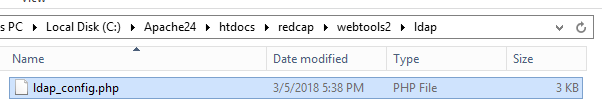 s PC > Local Disk (C:) > Apache24 > htdocs > redcap > webtools2 > ldap
Name Date modified Type Size
ldap_config.php 3/5/2018 5:38 PM PHP File 3 KB